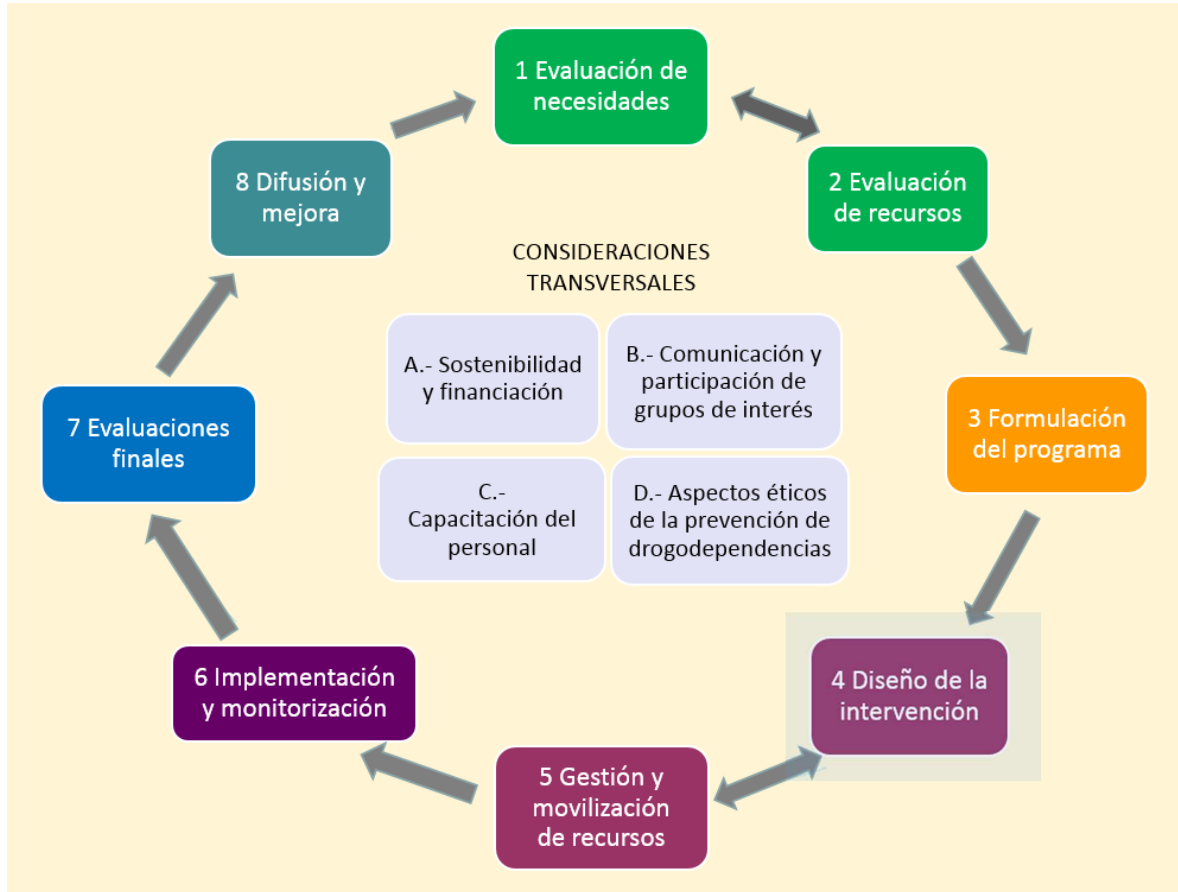 1 Evaluación de
necesidades
2 Evaluación
de recursos
3 Formulación
del programa
4 Diseño de la
intervención
5 Gestión y
movilización
de recursos
6 Implementación
y monitorización
7 Evaluaciones
finales
8 Difusión y
mejora
CONSIDERACIONES
TRANSVERSALES
A.- Sostenibilidad
y financiación
B.- Comunicación y
participación de
grupos de interés
C.-
Capacitación del
personal
D.- Aspectos éticos
de la prevención de
drogodependencias